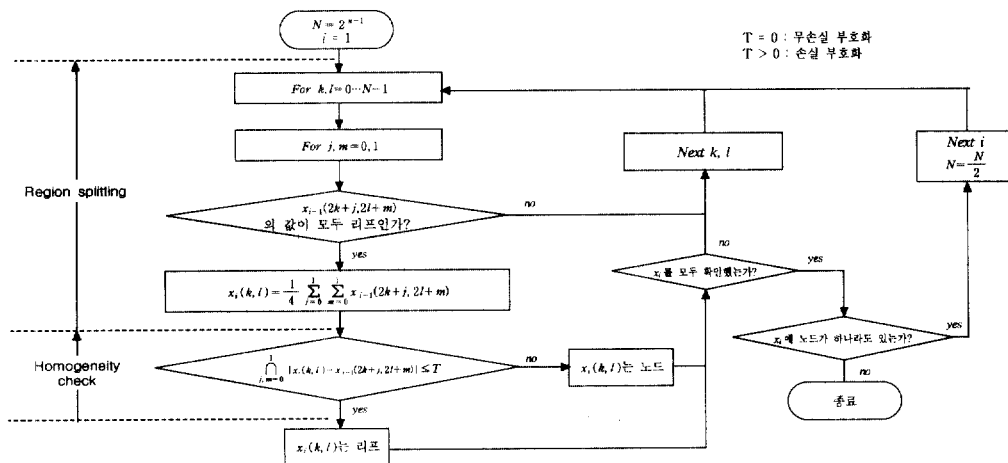 N = 2^{n-1}
i = 1
T = 0 : 무손실 부호화
T > 0 : 손실 부호화
For k, l = 0 ⋯ N-1
For j, m = 0, 1
Next k, l
Next i
N = N/2
Region splitting
x_{i-1}(2k+j, 2l+m)
의 값이 모두 리프인가?
no
yes
x_i(k, l) = 1/4 ∑_{j=0}^{1} ∑_{m=0}^{1} x_{i-1}(2k+j, 2l+m)
x_i를 모두 확인했는가?
no
yes
x_i에 노드가 하나라도 있는가?
yes
no
종료
Homogeneity
check
⋂_{j,m=0}^{1} |x_i(k, l) - x_{i-1}(2k+j, 2l+m)| ≤ T
no
x_i(k, l)는 노드
yes
x_i(k, l)는 리프